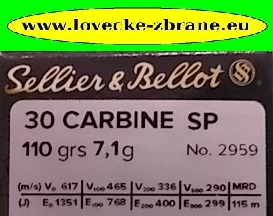 www.lovecke-zbrane.eu
Sellier & Bellot
30 CARBINE SP
110 grs 7,1g No. 2959
(m/s) V₀ 617 V₁₀₀ 465 V₂₀₀ 336 V₃₀₀ 290 MRD
(J) E₀ 1351 E₁₀₀ 768 E₂₀₀ 400 E₃₀₀ 299 115 m